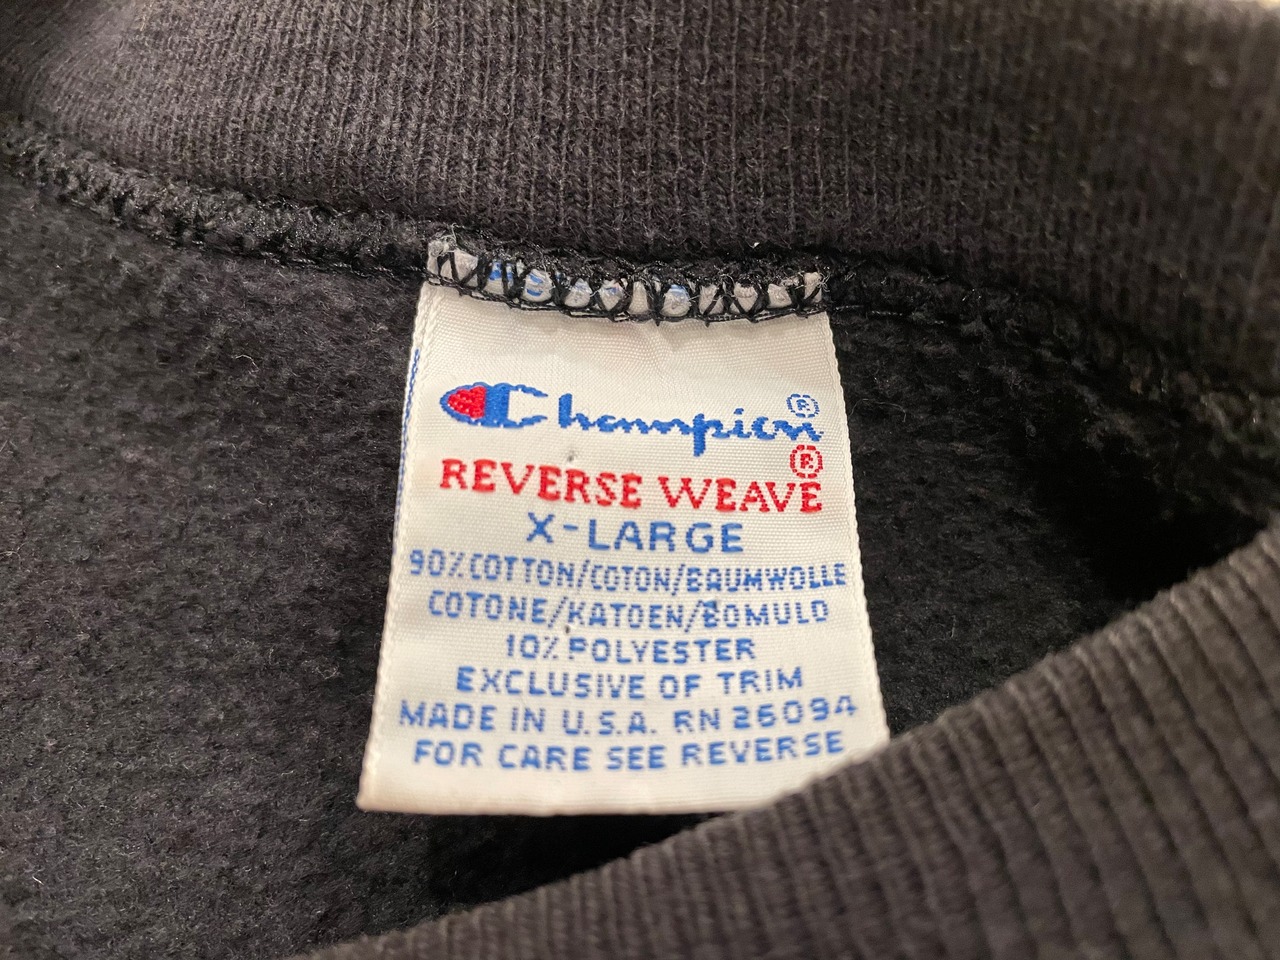 Champion®
REVERSE WEAVE®
X-LARGE
90% COTTON/COTON/BAUMWOLLE
COTONE/KATOEN/BOMULD
10% POLYESTER
EXCLUSIVE OF TRIM
MADE IN U.S.A. RN 26094
FOR CARE SEE REVERSE